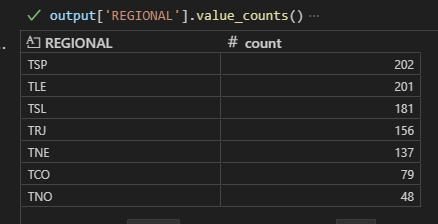 output['REGIONAL'].value_counts() ···
REGIONAL # count
TSP 202
TLE 201
TSL 181
TRJ 156
TNE 137
TCO 79
TNO 48